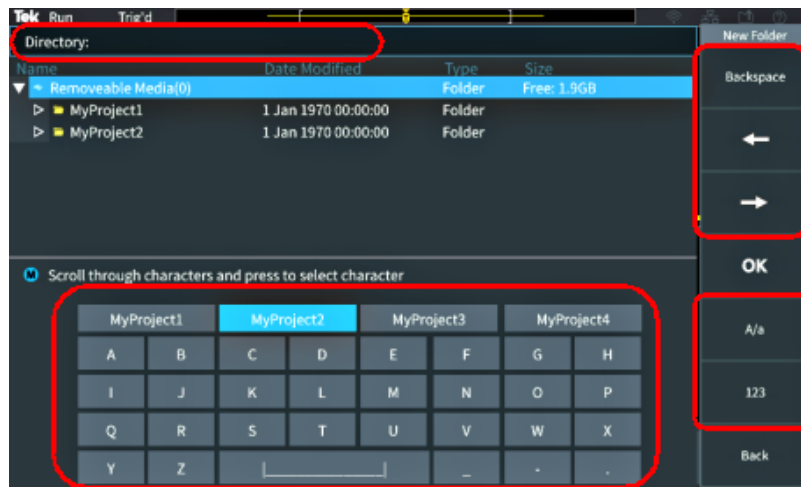 Tek Run Trig'd
New Folder
Directory:
Name Date Modified Type Size
Removeable Media(0) Folder Free: 1.9GB
MyProject1 1 Jan 1970 00:00:00 Folder
MyProject2 1 Jan 1970 00:00:00 Folder
Backspace
OK
A/a
123
Back
M Scroll through characters and press to select character
MyProject1 MyProject2 MyProject3 MyProject4
A B C D E F G H
I J K L M N O P
Q R S T U V W X
Y Z _ - .